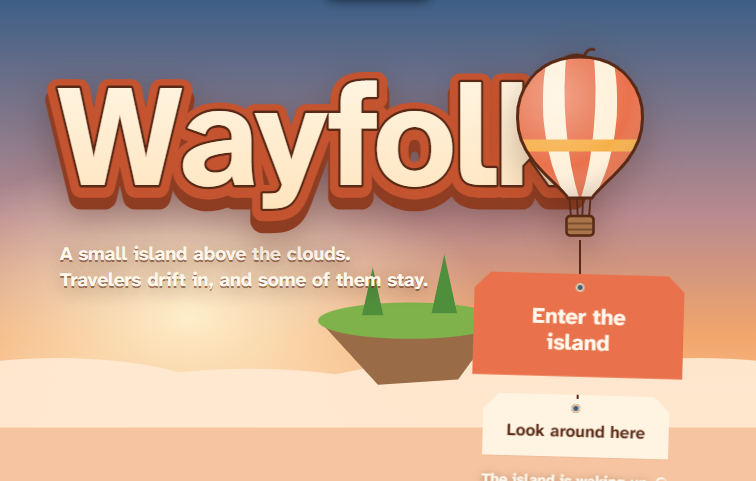 Wayfolk
A small island above the clouds.
Travelers drift in, and some of them stay.
Enter the
island
Look around here
The island is waking up.